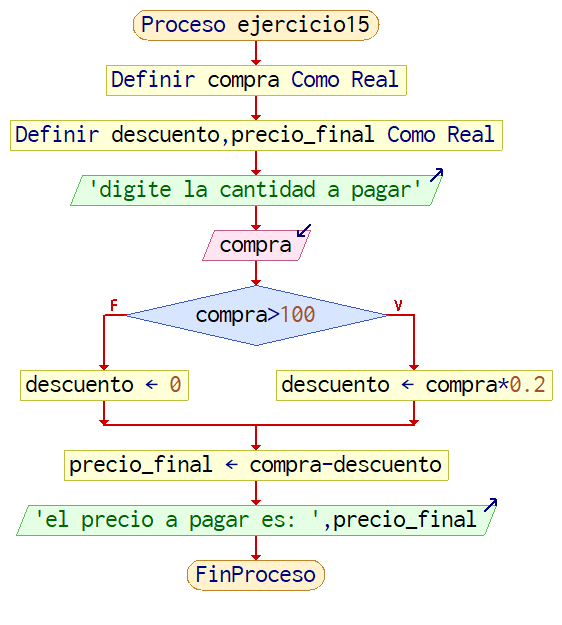 Proceso ejercicio15
Definir compra Como Real
Definir descuento,precio_final Como Real
'digite la cantidad a pagar'
compra
F
V
compra>100
descuento ← 0
descuento ← compra*0.2
precio_final ← compra-descuento
'el precio a pagar es: ',precio_final
FinProceso